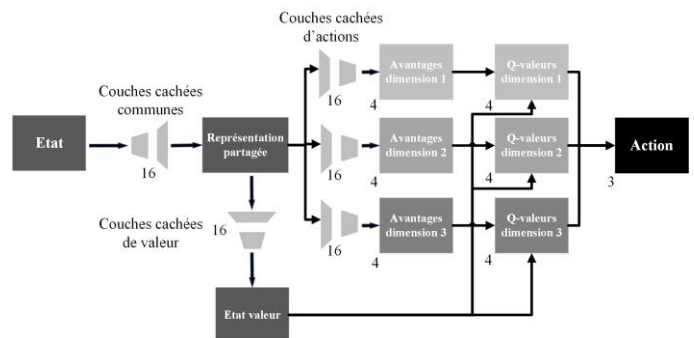 Couches cachées
d'actions
Couches cachées
communes
Etat
16
Représentation
partagée
16
Avantages
dimension 1
4
Q-valeurs
dimension 1
4
16
Avantages
dimension 2
4
Q-valeurs
dimension 2
4
Action
3
16
Avantages
dimension 3
4
Q-valeurs
dimension 3
4
Couches cachées
de valeur
16
Etat valeur